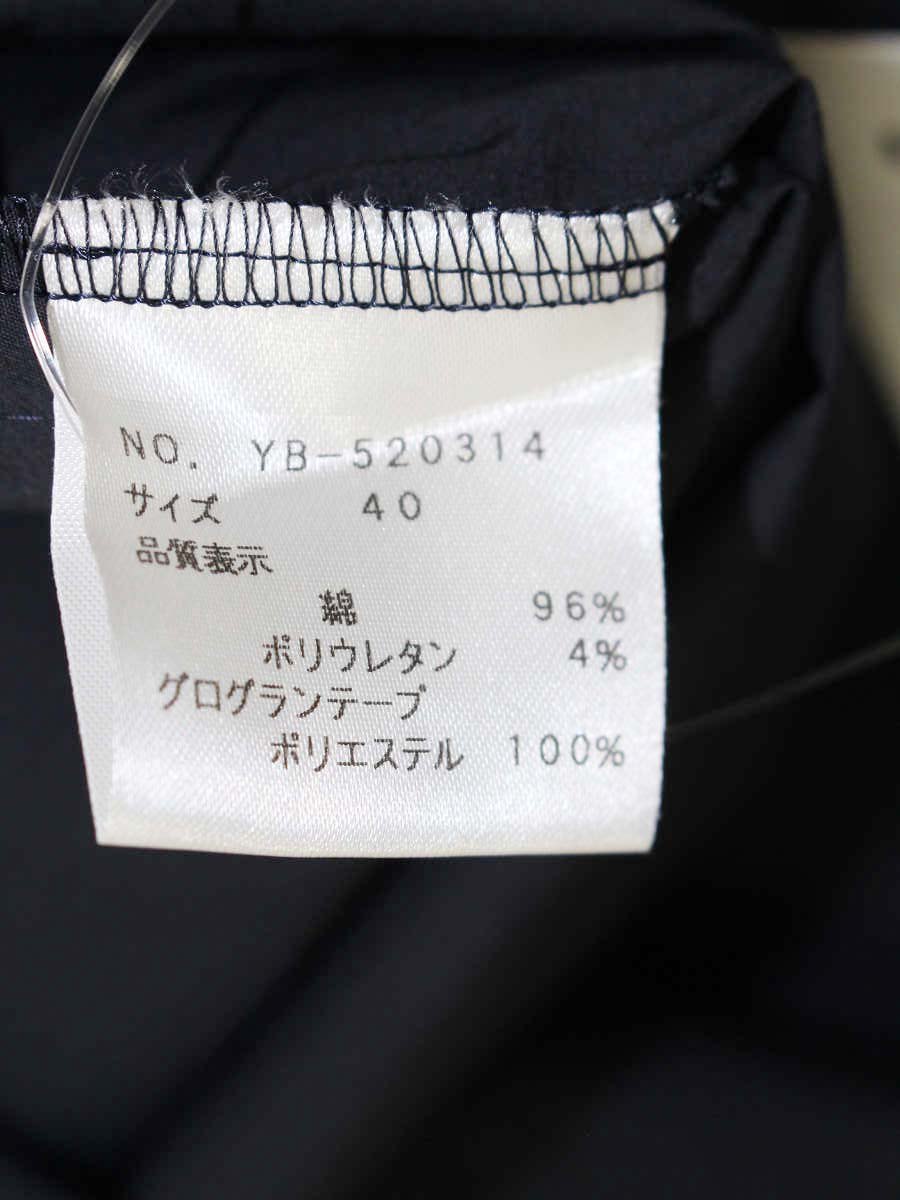 NO. YB-520314
サイズ 40
品質表示
綿 96%
ポリウレタン 4%
グログランテープ
ポリエステル 100%